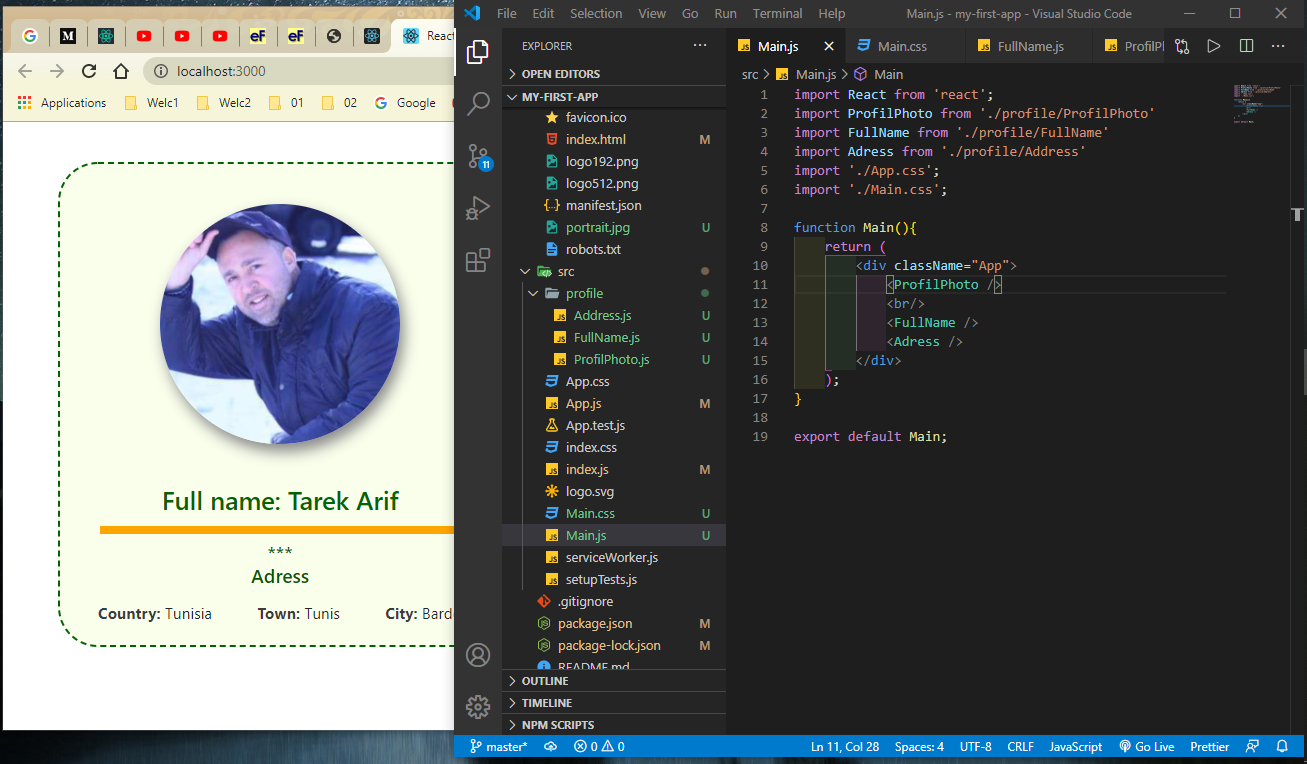 React
localhost:3000
Applications
Welc1
Welc2
01
02
Google
Full name: Tarek Arif
***
Adress
Country: Tunisia
Town: Tunis
City: Bard
File Edit Selection View Go Run Terminal Help
Main.js - my-first-app - Visual Studio Code
EXPLORER
OPEN EDITORS
MY-FIRST-APP
favicon.ico
index.html M
logo192.png
logo512.png
manifest.json
portrait.jpg U
robots.txt
src
profile
Address.js U
FullName.js U
ProfilPhoto.js U
App.css
App.js M
App.test.js
index.css
index.js M
logo.svg
Main.css U
Main.js U
serviceWorker.js
setupTests.js
.gitignore
package.json M
package-lock.json M
README.md
OUTLINE
TIMELINE
NPM SCRIPTS
11
Main.js
Main.css
FullName.js
ProfilPl
src > Main.js > Main
1 import React from 'react';
2 import ProfilPhoto from './profile/ProfilPhoto'
3 import FullName from './profile/FullName'
4 import Adress from './profile/Address'
5 import './App.css';
6 import './Main.css';
7
8 function Main(){
9 return (
10 <div className="App">
11 <ProfilPhoto />
12 <br/>
13 <FullName />
14 <Adress />
15 </div>
16 );
17 }
18
19 export default Main;
master* 0 0
Ln 11, Col 28 Spaces: 4 UTF-8 CRLF JavaScript Go Live Prettier